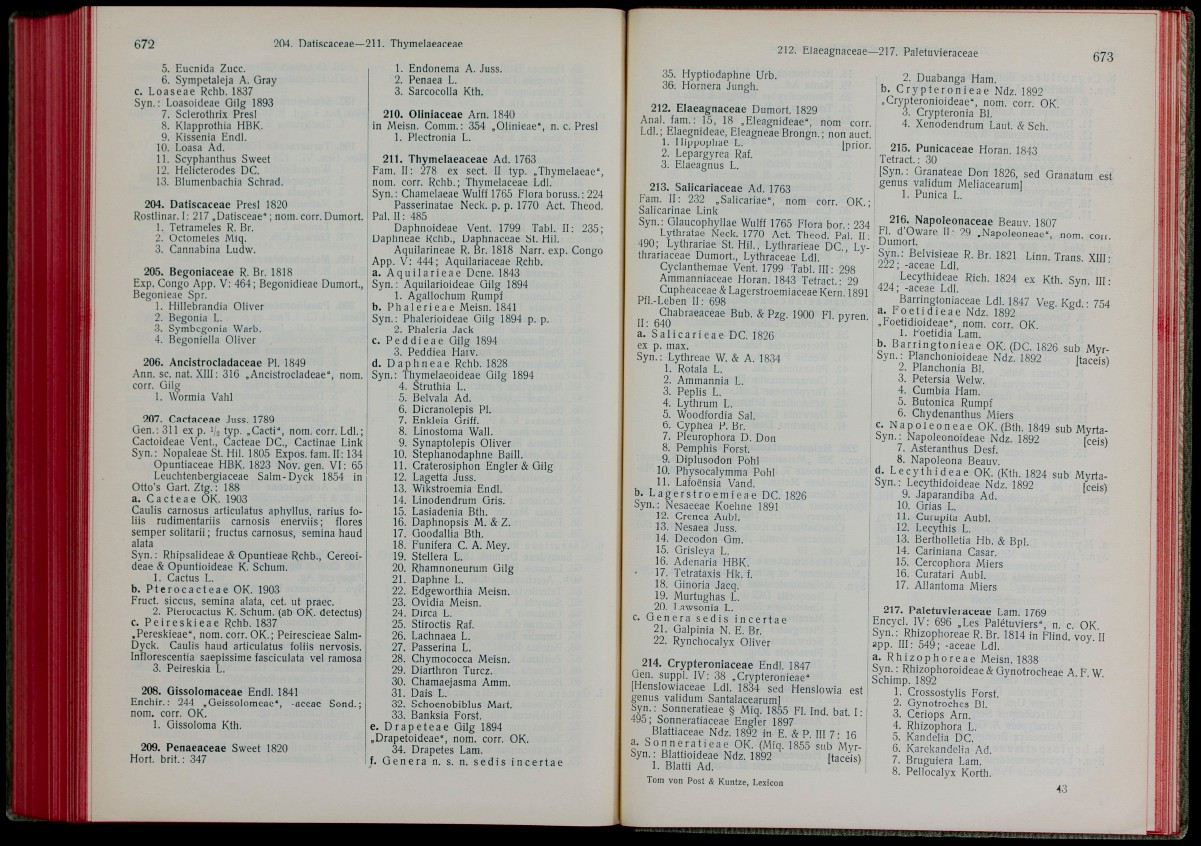 672
204. Datiscaceae—211. Thymelaeaceae
5. Eucnida Zucc.
6. Sympetaleja A. Gray
c. Loaseae Rchb. 1837
Syn.: Loasoideae Gilg 1893
7. Sclerothrix Presl
8. Klapprothia HBK.
9. Kissenia Endl.
10. Loasa Ad.
11. Scyphanthus Sweet
12. Helicterodes DC.
13. Blumenbachia Schrad.
204. Datiscaceae Presl 1820
Rostlinar. I: 217 „Datisceae“; nom. corr. Dumort.
1. Tetrameles R. Br.
2. Octomeles Miq.
3. Cannabina Ludw.
205. Begoniaceae R. Br. 1818
Exp. Congo App. V: 464; Begonidieae Dumort.,
Begonieae Spr.
1. Hillebrandia Oliver
2. Begonia L.
3. Symbegonia Warb.
4. Begoniella Oliver
206. Ancistrocladaceae Pl. 1849
Ann. sc. nat. XIII: 316 „Ancistrocladeae“, nom.
corr. Gilg
1. Wormia Vahl
207. Cactaceae Juss. 1789
Gen.: 311 ex p. 1/2 typ. „Cacti“, nom. corr. Ldl.;
Cactoideae Vent., Cacteae DC., Cactinae Link
Syn.: Nopaleae St. Hil. 1805 Expos. fam. II: 134
Opuntiaceae HBK. 1823 Nov. gen. VI: 65
Leuchtenbergiaceae Salm-Dyck 1854 in
Otto's Gart. Ztg.: 188
a. Cacteae OK. 1903
Caulis carnosus articulatus aphyllus, rarius fo-
liis rudimentariis carnosis enerviis; flores
semper solitarii; fructus carnosus, semina haud
alata
Syn.: Rhipsalideae & Opuntieae Rchb., Cereoi-
deae & Opuntioideae K. Schum.
1. Cactus L.
b. Pterocacteae OK. 1903
Fruct. siccus, semina alata, cet. ut praec.
2. Pterocactus K. Schum. (ab OK. detectus)
c. Peireskieae Rchb. 1837
„Pereskieae“, nom. corr. OK.; Peirescieae Salm-
Dyck. Caulis haud articulatus foliis nervosis.
Inflorescentia saepissime fasciculata vel ramosa
3. Peireskia L.
208. Gissolomaceae Endl. 1841
Enchir.: 244 „Geissolomeae“, -aceae Sond.;
nom. corr. OK.
1. Gissoloma Kth.
209. Penaeaceae Sweet 1820
Hort. brit.: 347
1. Endonema A. Juss.
2. Penaea L.
3. Sarcocolla Kth.
210. Oliniaceae Arn. 1840
in Meisn. Comm.: 354 „Olinieae“, n. c. Presl
1. Plectronia L.
211. Thymelaeaceae Ad. 1763
Fam. II: 278 ex sect. II typ. „Thymelaeae“,
nom. corr. Rchb.; Thymelaceae Ldl.
Syn.: Chamelaeae Wulff 1765 Flora boruss.: 224
Passerinatae Neck. p. p. 1770 Act. Theod.
Pal. II: 485
Daphnoideae Vent. 1799 Tabl. II: 235;
Daphneae Rchb., Daphnaceae St. Hil.
Aquilarineae R. Br. 1818 Narr. exp. Congo
App. V: 444; Aquilariaceae Rchb.
a. Aquilarieae Dcne. 1843
Syn.: Aquilarioideae Gilg 1894
1. Agallochum Rumpf
b. Phalerieae Meisn. 1841
Syn.: Phalerioideae Gilg 1894 p. p.
2. Phaleria Jack
c. Peddieae Gilg 1894
3. Peddiea Harv.
d. Daphneae Rchb. 1828
Syn.: Thymelaeoideae Gilg 1894
4. Struthia L.
5. Belvala Ad.
6. Dicranolepis Pl.
7. Enkleia Griff.
8. Linostoma Wall.
9. Synaptolepis Oliver
10. Stephanodaphne Baill.
11. Craterosiphon Engler & Gilg
12. Lagetta Juss.
13. Wikstroemia Endl.
14. Linodendrum Gris.
15. Lasiadenia Bth.
16. Daphnopsis M. & Z.
17. Goodallia Bth.
18. Funifera C. A. Mey.
19. Stellera L.
20. Rhamnoneurum Gilg
21. Daphne L.
22. Edgeworthia Meisn.
23. Ovidia Meisn.
24. Dirca L.
25. Stiroctis Raf.
26. Lachnaea L.
27. Passerina L.
28. Chymococca Meisn.
29. Diarthron Turcz.
30. Chamaejasma Amm.
31. Dais L.
32. Schoenobiblus Mart.
33. Banksia Forst.
e. Drapeteae Gilg 1894
„Drapetoideae“, nom. corr. OK.
34. Drapetes Lam.
f. Genera n. s. n. sedis incertae
212. Elaeagnaceae—217. Paletuvieraceae
673
35. Hyptiodaphne Urb.
36. Hornera Jungh.
212. Elaeagnaceae Dumort. 1829
Anal. fam.: 15, 18 „Eleagnideae“, nom corr.
Ldl.; Elaegnideae, Eleagneae Brongn.; non auct.
1. Hippophae L. [prior.
2. Lepargyrea Raf.
3. Elaeagnus L.
213. Salicariaceae Ad. 1763
Fam. II: 232 „Salicariae“, nom corr. OK.;
Salicarinae Link
Syn.: Glaucophyllae Wulff 1765 Flora bor.: 234
Lythratae Neck. 1770 Act. Theod. Pal. II
490; Lythrariae St. Hil., Lythrarieae DC., Ly-
thrariaceae Dumort., Lythraceae Ldl.
Cyclanthemae Vent. 1799 Tabl. III: 298
Ammanniaceae Horan. 1843 Tetract.: 29
Cupheaceae & Lagerstroemiaceae Kern. 1891
Pfl.-Leben II: 698
Chabraeaceae Bub. & Pzg. 1900 Fl. pyren.
II: 640
a. Salicarieae DC. 1826
ex p. max.
Syn.: Lythreae W. & A. 1834
1. Rotala L.
2. Ammannia L.
3. Peplis L.
4. Lythrum L.
5. Woodfordia Sal.
6. Cyphea P. Br.
7. Pleurophora D. Don
8. Pemphis Forst.
9. Diplusodon Pohl
10. Physocalymma Pohl
11. Lafoënsia Vand.
b. Lagerstroemieae DC. 1826
Syn.: Nesaeeae Koehne 1891
12. Crenea Aubl.
13. Nesaea Juss.
14. Decodon Gm.
15. Grisleya L.
16. Adenaria HBK.
17. Tetrataxis Hk. f.
18. Ginoria Jacq.
19. Murtughas L.
20. Lawsonia L.
c. Genera sedis incertae
21. Galpinia N. E. Br.
22. Rynchocalyx Oliver
214. Crypteroniaceae Endl. 1847
Gen. suppl. IV: 38 „Crypteronieae“
[Henslowiaceae Ldl. 1834 sed Henslowia est
genus validum Santalacearum]
Syn.: Sonneratieae § Miq. 1855 Fl. Ind. bat. I:
495; Sonneratiaceae Engler 1897
Blattiaceae Ndz. 1892 in E. & P. III 7: 16
a. Sonneratieae OK. (Miq. 1855 sub Myr-
Syn.: Blattioideae Ndz. 1892 [taceis)
1. Blatti Ad.
Tom von Post & Kuntze, Lexicon
2. Duabanga Ham.
b. Crypteronieae Ndz. 1892
„Crypteronioideae“, nom. corr. OK.
3. Crypteronia Bl.
4. Xenodendrum Laut. & Sch.
215. Punicaceae Horan. 1843
Tetract.: 30
[Syn.: Granateae Don 1826, sed Granatum est
genus validum Meliacearum]
1. Punica L.
216. Napoleonaceae Beauv. 1807
Fl. d'Oware II: 29 „Napoleoneae“, nom. corr.
Dumort.
Syn.: Belvisieae R. Br. 1821 Linn. Trans. XIII:
222; -aceae Ldl.
Lecythideae Rich. 1824 ex Kth. Syn. III:
424; -aceae Ldl.
Barringtoniaceae Ldl. 1847 Veg. Kgd.: 754
a. Foetidieae Ndz. 1892
„Foetidioideae“, nom. corr. OK.
1. Foetidia Lam.
b. Barringtonieae OK. (DC. 1826 sub Myr-
Syn.: Planchonioideae Ndz. 1892 [taceis)
2. Planchonia Bl.
3. Petersia Welw.
4. Cumbia Ham.
5. Butonica Rumpf
6. Chydenanthus Miers
c. Napoleoneae OK. (Bth. 1849 sub Myrta-
Syn.: Napoleonoideae Ndz. 1892 [ceis)
7. Asteranthus Desf.
8. Napoleona Beauv.
d. Lecythideae OK. (Kth. 1824 sub Myrta-
Syn.: Lecythidoideae Ndz. 1892 [ceis)
9. Japarandiba Ad.
10. Grias L.
11. Curupita Aubl.
12. Lecythis L.
13. Bertholletia Hb. & Bpl.
14. Cariniana Casar.
15. Cercophora Miers
16. Curatari Aubl.
17. Allantoma Miers
217. Paletuvieraceae Lam. 1769
Encycl. IV: 696 „Les Palétuviers“, n. c. OK.
Syn.: Rhizophoreae R. Br. 1814 in Flind. voy. II
app. III: 549; -aceae Ldl.
a. Rhizophoreae Meisn. 1838
Syn.: Rhizophoroideae & Gynotrocheae A. F. W.
Schimp. 1892
1. Crossostylis Forst.
2. Gynotroches Bl.
3. Ceriops Arn.
4. Rhizophora L.
5. Kandelia DC.
6. Karekandelia Ad.
7. Bruguiera Lam.
8. Pellocalyx Korth.
43